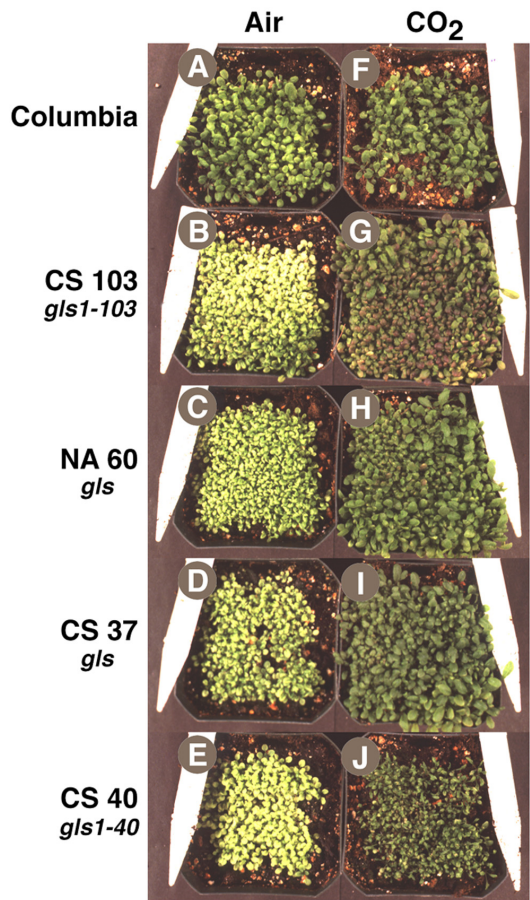 Air CO2
A F
Columbia
B G
CS 103
gls1-103
C H
NA 60
gls
D I
CS 37
gls
E J
CS 40
gls1-40